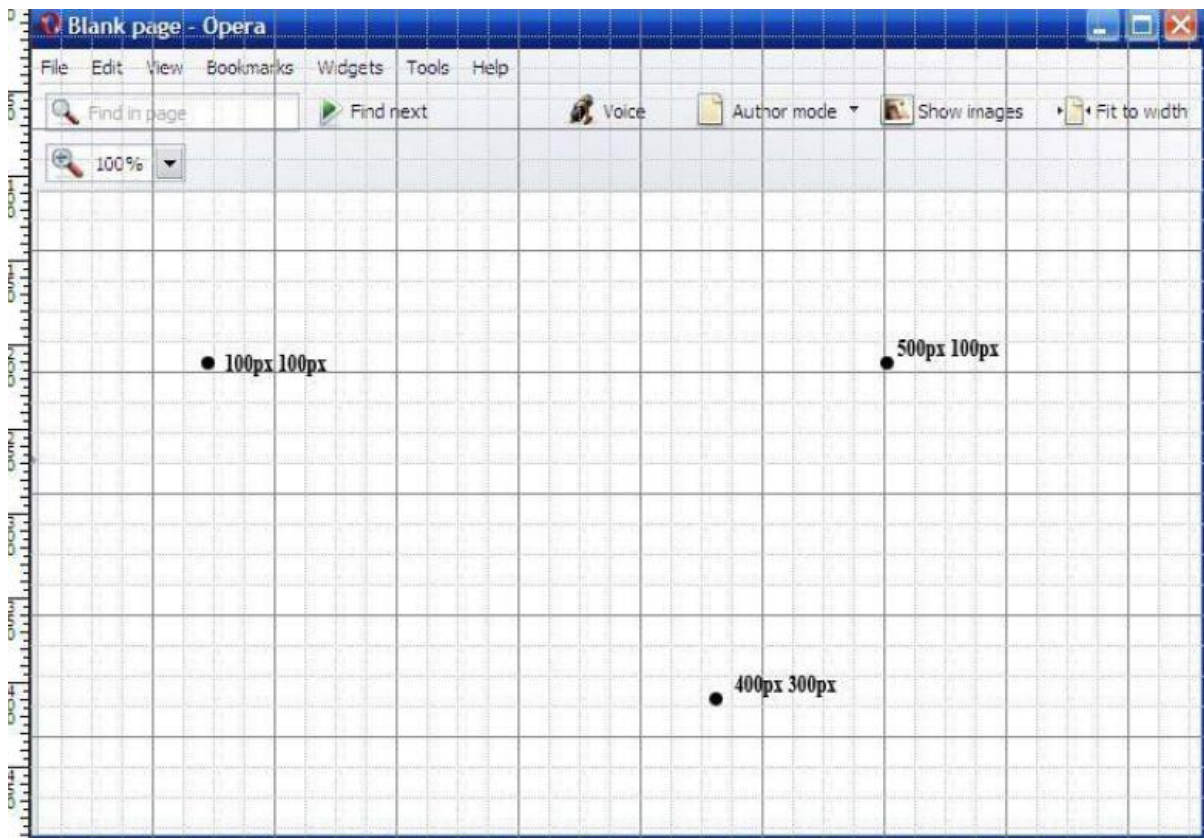 Blank page - Opera
File Edit View Bookmarks Widgets Tools Help
Find in page Find next Voice Author mode Show images Fit to width
100%
500px 100px
100px 100px
400px 300px